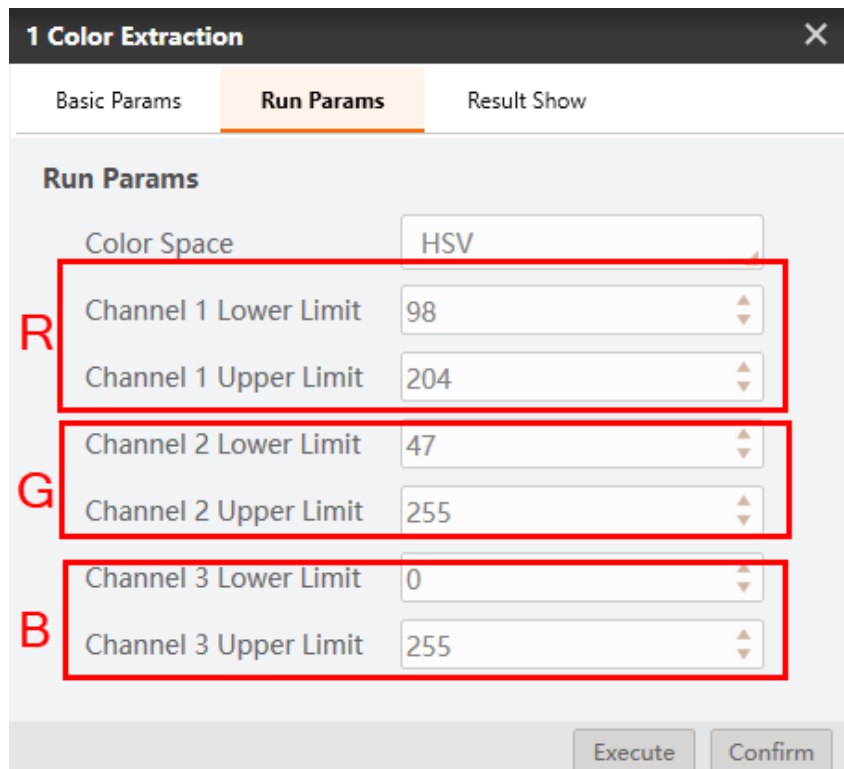 1 Color Extraction
Basic Params Run Params Result Show
Run Params
Color Space HSV
R
Channel 1 Lower Limit 98
Channel 1 Upper Limit 204
G
Channel 2 Lower Limit 47
Channel 2 Upper Limit 255
B
Channel 3 Lower Limit 0
Channel 3 Upper Limit 255
Execute Confirm